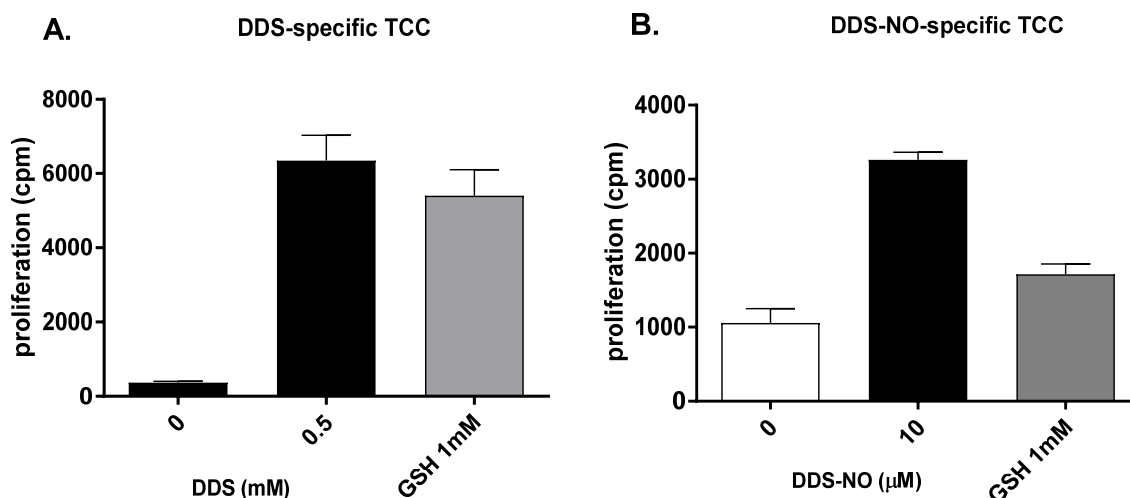 A.
DDS-specific TCC
proliferation (cpm)
8000
6000
4000
2000
0
0
0.5
GSH 1mM
DDS (mM)
B.
DDS-NO-specific TCC
proliferation (cpm)
4000
3000
2000
1000
0
0
10
GSH 1mM
DDS-NO (μM)